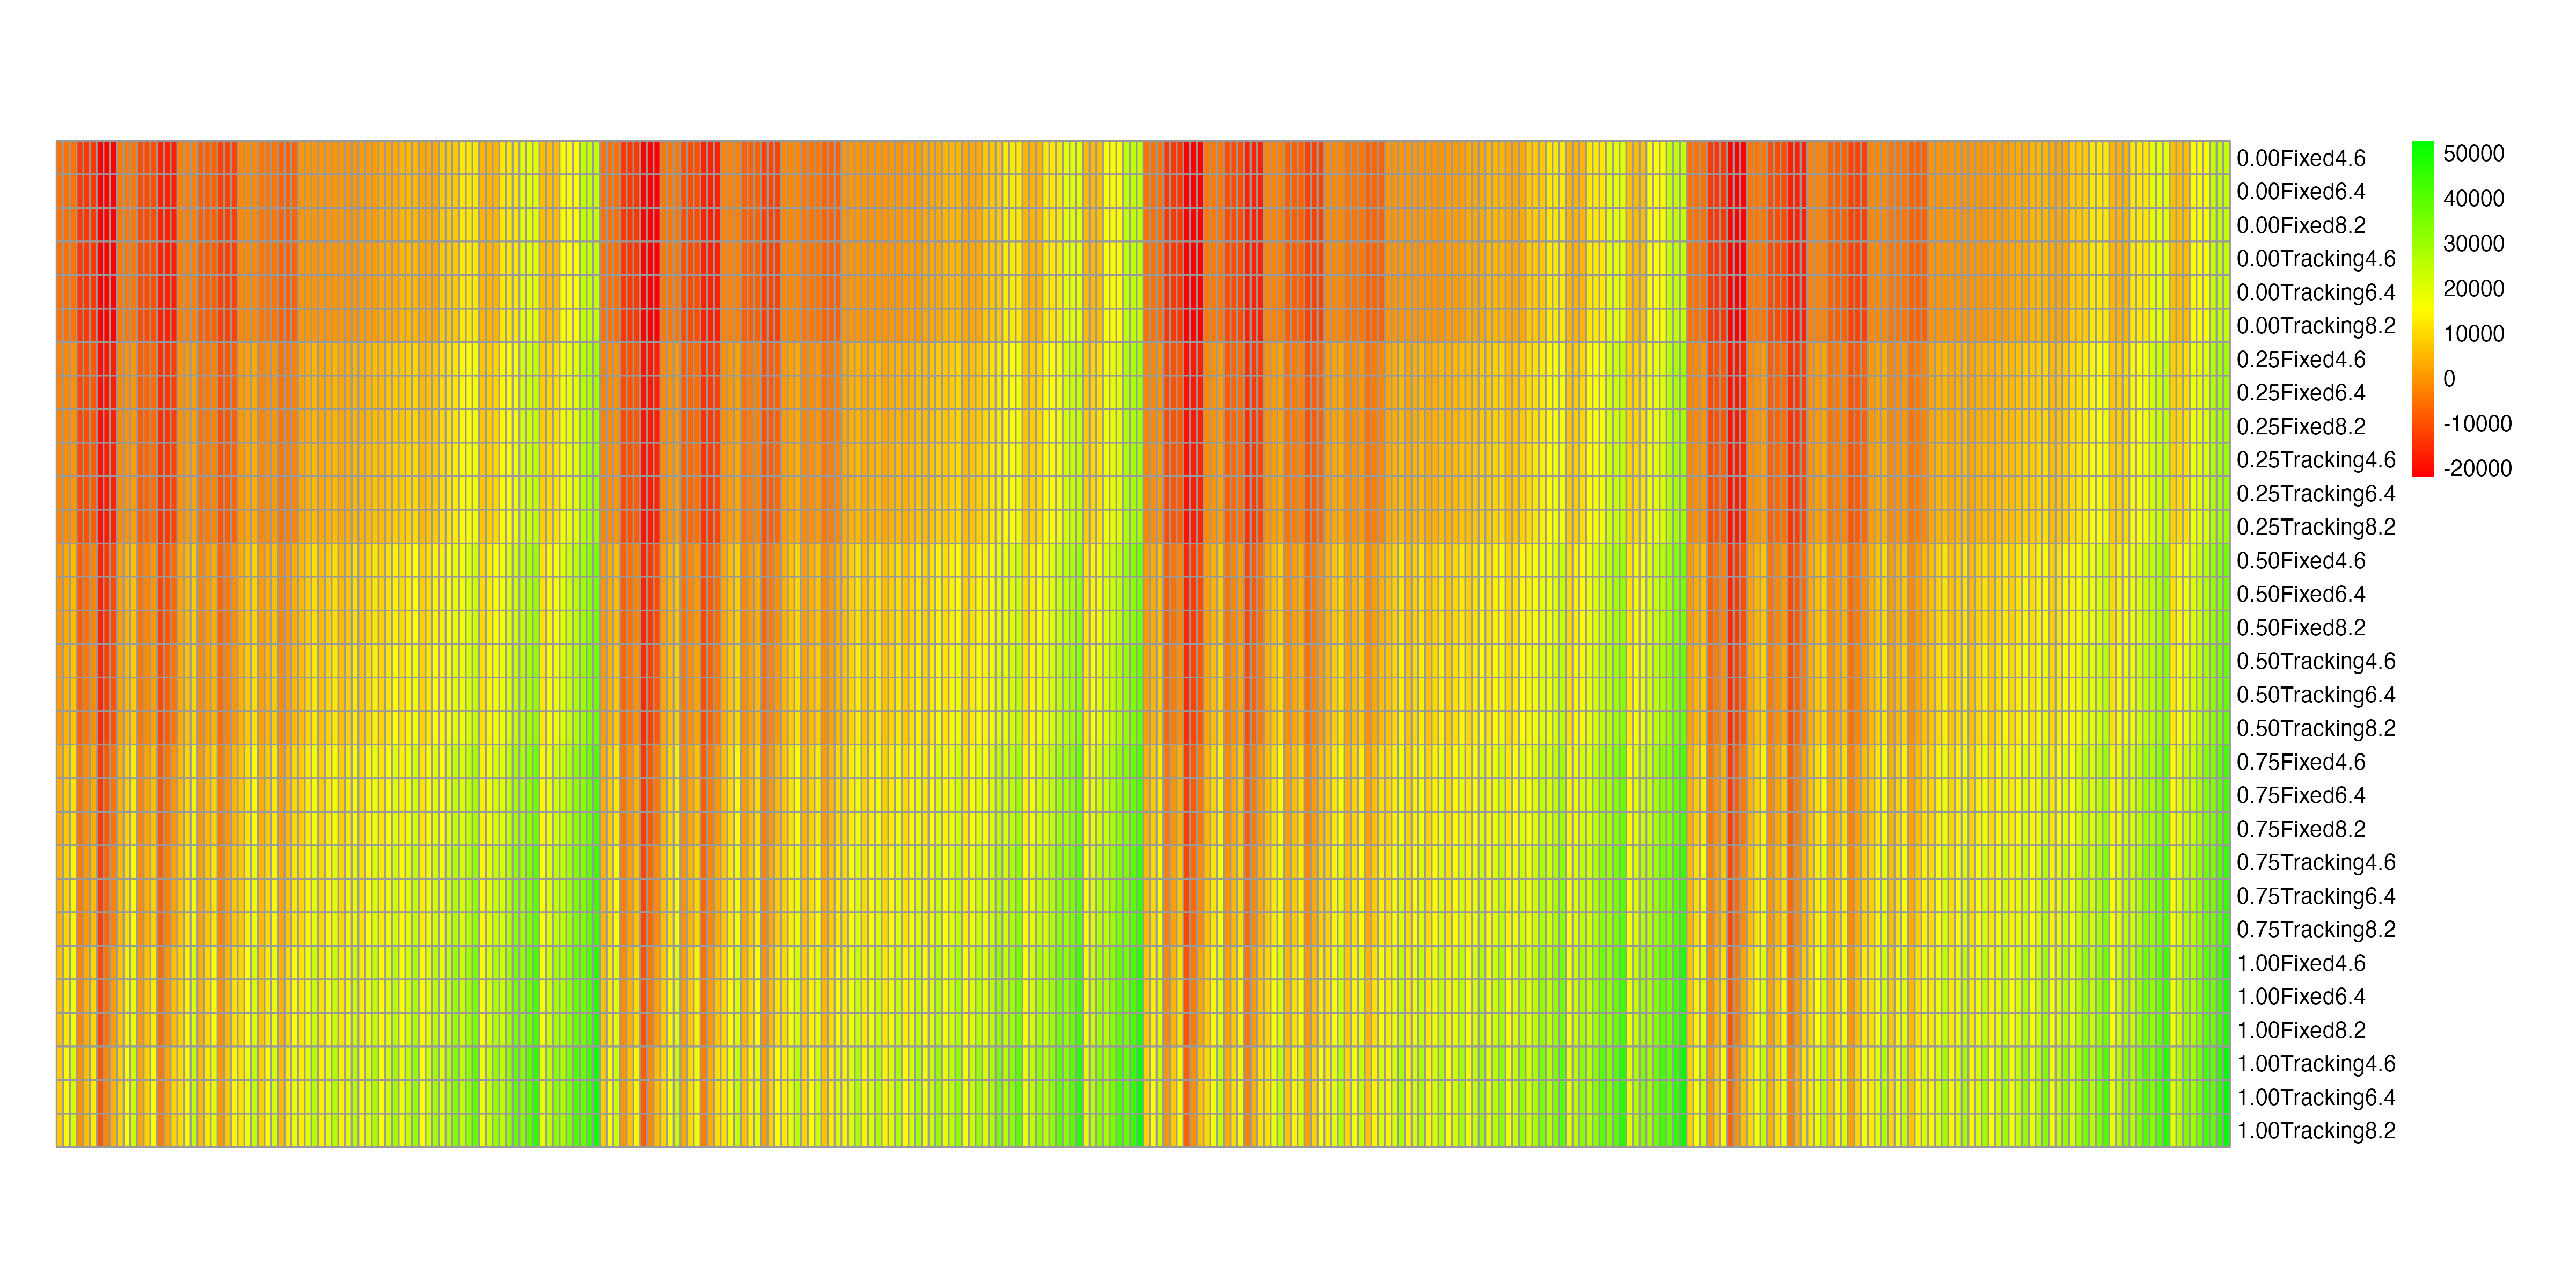 0.00Fixed4.6
0.00Fixed6.4
0.00Fixed8.2
0.00Tracking4.6
0.00Tracking6.4
0.00Tracking8.2
0.25Fixed4.6
0.25Fixed6.4
0.25Fixed8.2
0.25Tracking4.6
0.25Tracking6.4
0.25Tracking8.2
0.50Fixed4.6
0.50Fixed6.4
0.50Fixed8.2
0.50Tracking4.6
0.50Tracking6.4
0.50Tracking8.2
0.75Fixed4.6
0.75Fixed6.4
0.75Fixed8.2
0.75Tracking4.6
0.75Tracking6.4
0.75Tracking8.2
1.00Fixed4.6
1.00Fixed6.4
1.00Fixed8.2
1.00Tracking4.6
1.00Tracking6.4
1.00Tracking8.2
50000
40000
30000
20000
10000
0
-10000
-20000